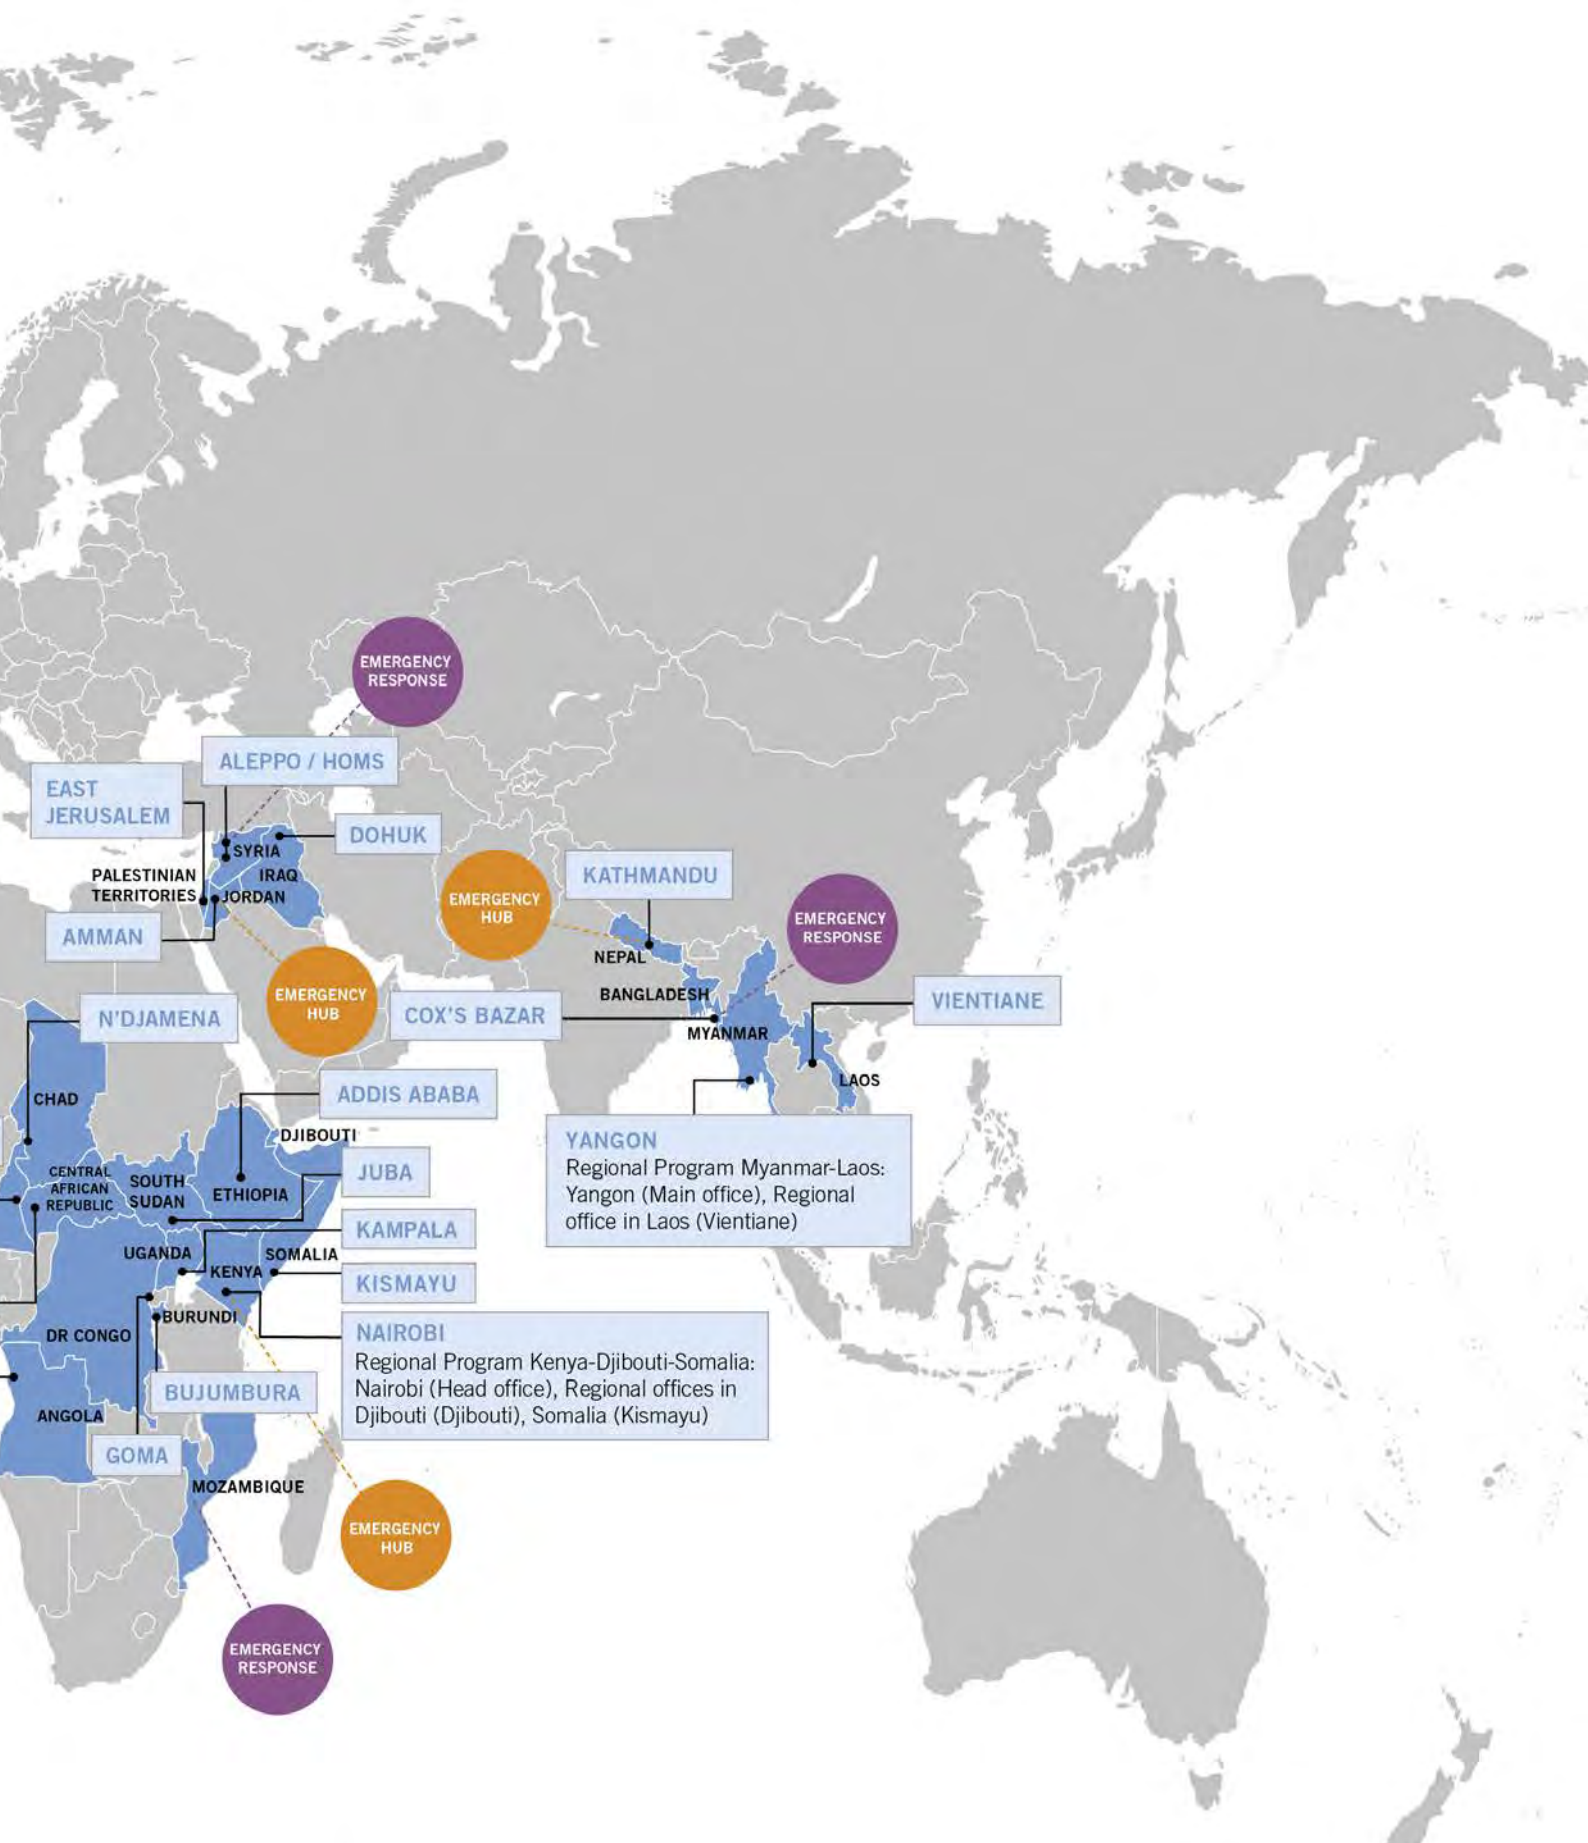 EMERGENCY
RESPONSE
ALEPPO / HOMS
EAST
JERUSALEM
DOHUK
SYRIA
PALESTINIAN
TERRITORIES
IRAQ
JORDAN
AMMAN
EMERGENCY
HUB
KATHMANDU
EMERGENCY
RESPONSE
NEPAL
BANGLADESH
VIENTIANE
EMERGENCY
HUB
COX'S BAZAR
MYANMAR
N'DJAMENA
LAOS
CHAD
ADDIS ABABA
DJIBOUTI
YANGON
Regional Program Myanmar-Laos:
Yangon (Main office), Regional
office in Laos (Vientiane)
JUBA
CENTRAL
AFRICAN
REPUBLIC
SOUTH
SUDAN
ETHIOPIA
KAMPALA
UGANDA
SOMALIA
KENYA
KISMAYU
BURUNDI
DR CONGO
NAIROBI
Regional Program Kenya-Djibouti-Somalia:
Nairobi (Head office), Regional offices in
Djibouti (Djibouti), Somalia (Kismayu)
BUJUMBURA
ANGOLA
GOMA
MOZAMBIQUE
EMERGENCY
HUB
EMERGENCY
RESPONSE